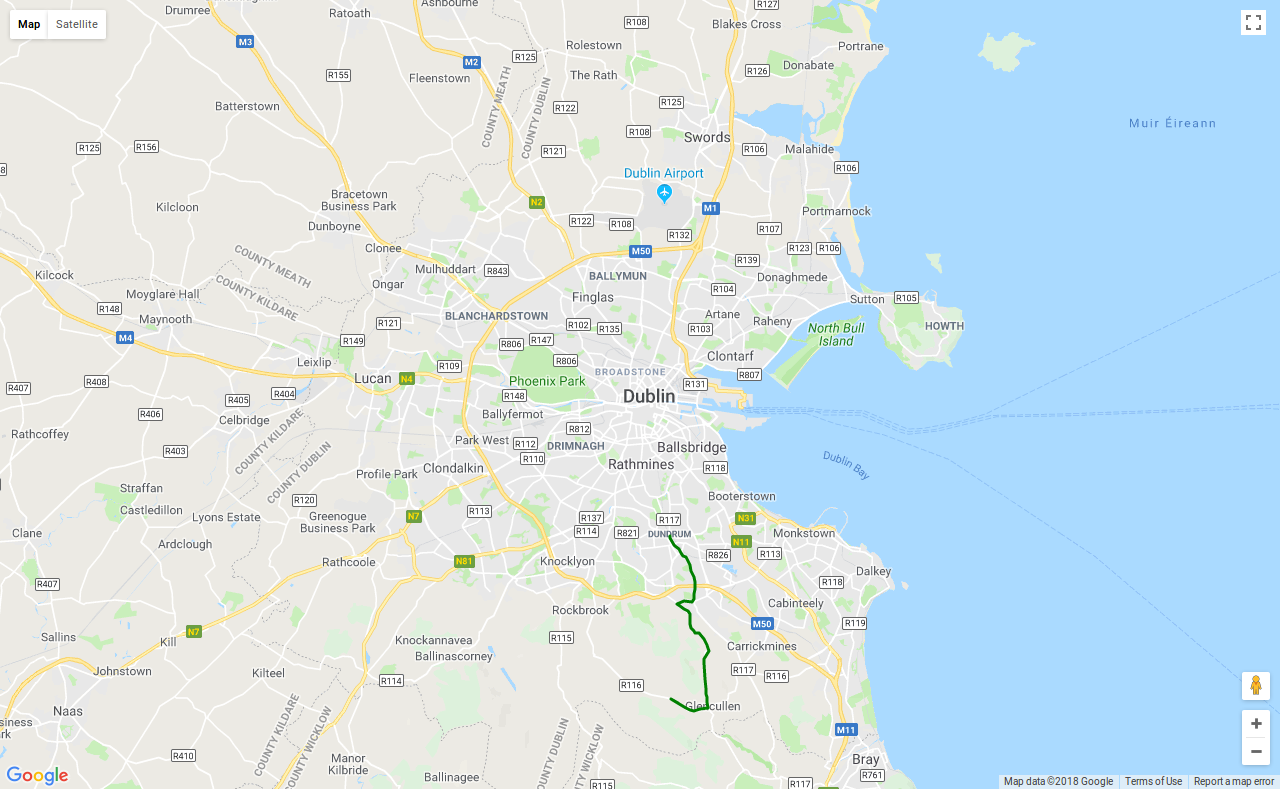 Map
Satellite
Drumree
Ratoath
Ashbourne
R108
R127
Blakes Cross
M3
M2
R125
Rolestown
Portrane
R155
Fleenstown
The Rath
R126
Donabate
Batterstown
COUNTY MEATH
COUNTY DUBLIN
R122
R125
Muir Éireann
R125
R156
R121
R108
Swords
R106
Malahide
R106
Dublin Airport
Bracetown
Business Park
Kilcloon
N2
M1
Portmarnock
Dunboyne
R122
R108
R132
R107
Clonee
M50
R123
R106
COUNTY MEATH
COUNTY KILDARE
Mulhuddart
R843
R139
Kilcock
Ongar
BALLYMUN
Donaghmede
Moyglare Hall
R104
Finglas
Sutton
R105
R148
Maynooth
BLANCHARDSTOWN
R121
R102
R135
Artane
Raheny
R103
North Bull
Island
HOWTH
M4
R149
R806
R147
Leixlip
R109
R806
Clontarf
BROADSTONE
R807
Lucan
N4
Phoenix Park
R131
R407
R408
R404
R405
R148
Dublin
R406
Celbridge
Ballyfermot
COUNTY KILDARE
COUNTY DUBLIN
R812
Rathcoffey
Park West
R112
DRIMNAGH
Ballsbridge
R403
R110
Rathmines
R118
Dublin Bay
Profile Park
Clondalkin
Straffan
R120
Booterstown
Castledillon
Lyons Estate
Greenogue
Business Park
N7
R113
R137
R117
N31
Clane
R114
R821
DUNDRUM
Monkstown
Ardclough
N11
Rathcoole
N81
Knocklyon
R826
R113
Dalkey
R407
R118
Rockbrook
Cabinteely
Sallins
Kill
N7
Knockannavea
R115
M50
R119
Ballinascorney
Carrickmines
Johnstown
Kilteel
R114
R116
R117
R116
Naas
Glencullen
COUNTY KILDARE
COUNTY WICKLOW
COUNTY DUBLIN
COUNTY WICKLOW
M11
R410
Manor
Kilbride
Bray
Google
Ballinagee
R115
R117
R761
Map data ©2018 Google
Terms of Use
Report a map error